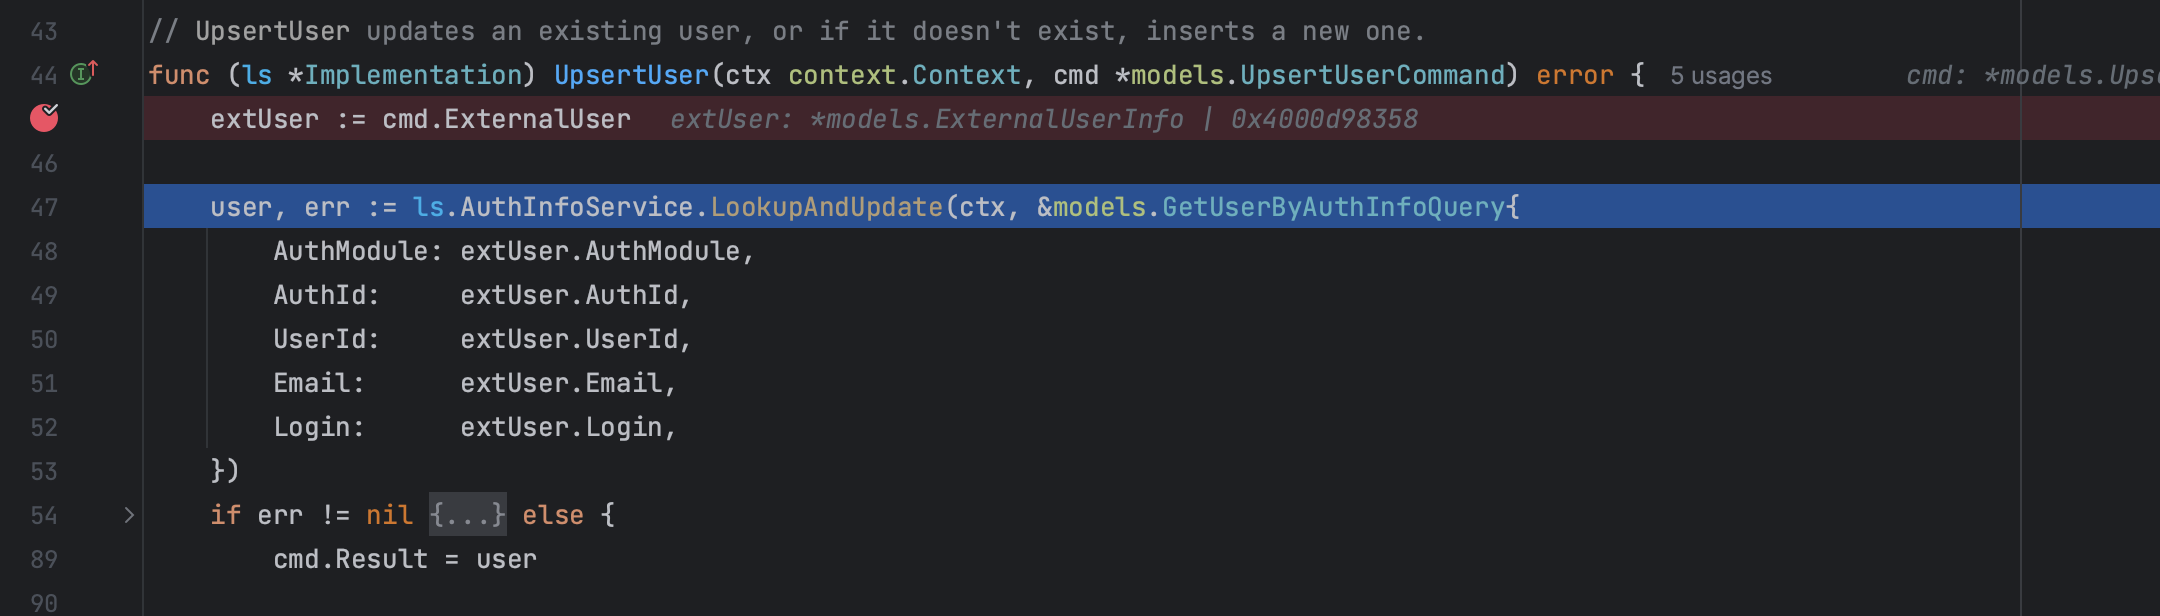 43 // UpsertUser updates an existing user, or if it doesn't exist, inserts a new one.
44 func (ls *Implementation) UpsertUser(ctx context.Context, cmd *models.UpsertUserCommand) error { 5 usages cmd: *models.Ups
extUser := cmd.ExternalUser extUser: *models.ExternalUserInfo | 0x4000d98358
46
47 user, err := ls.AuthInfoService.LookupAndUpdate(ctx, &models.GetUserByAuthInfoQuery{
48 AuthModule: extUser.AuthModule,
49 AuthId: extUser.AuthId,
50 UserId: extUser.UserId,
51 Email: extUser.Email,
52 Login: extUser.Login,
53 })
54 if err != nil {...} else {
89 cmd.Result = user
90